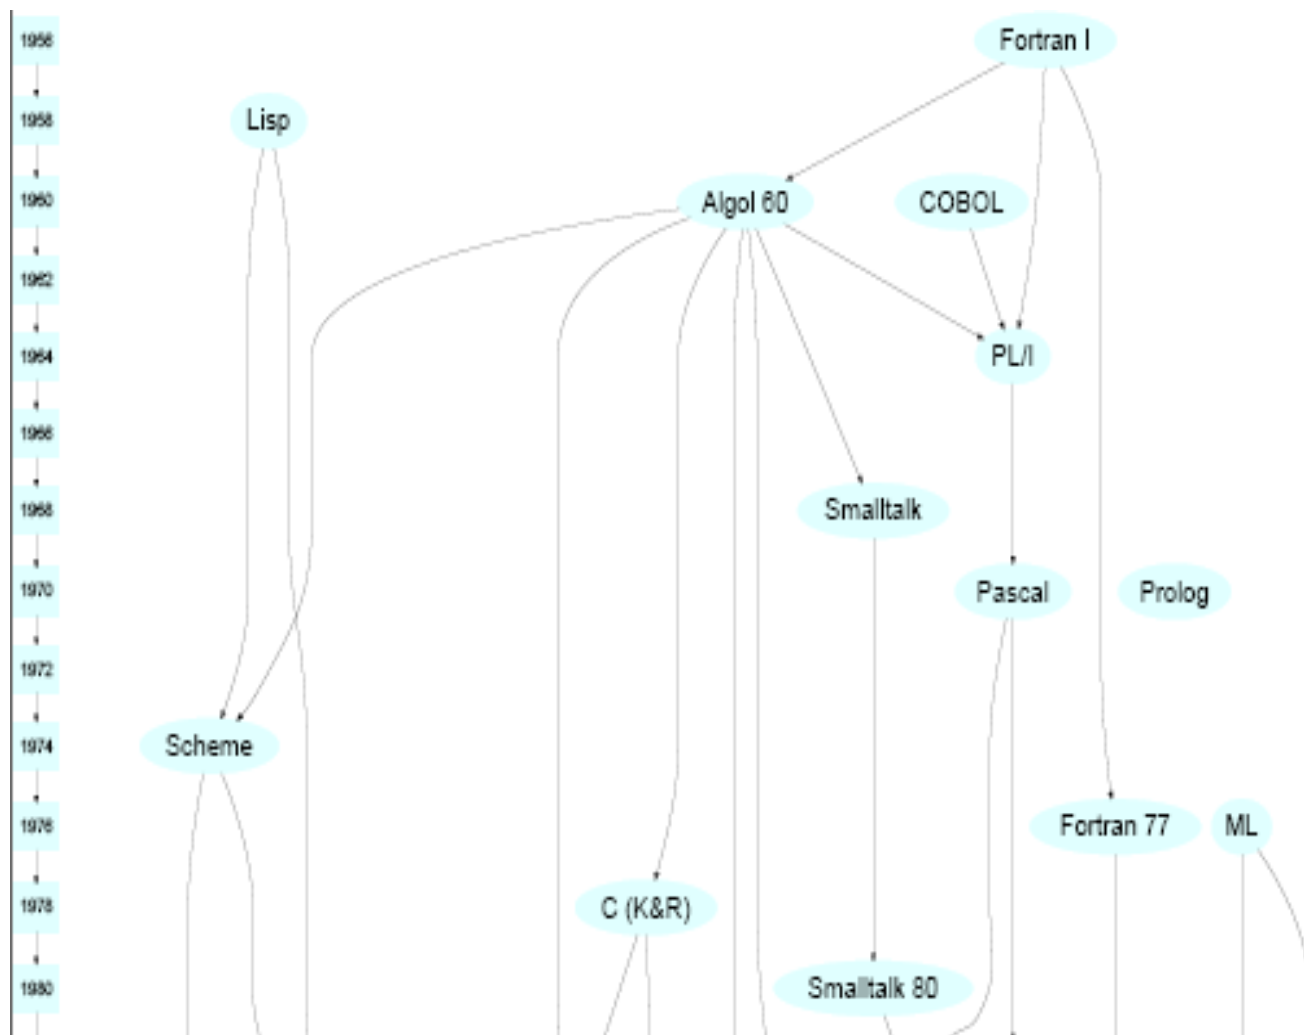 1956
Fortran I
1958
Lisp
1960
Algol 60
COBOL
1962
1964
PL/I
1966
1968
Smalltalk
1970
Pascal
Prolog
1972
1974
Scheme
1976
Fortran 77
ML
1978
C (K&R)
1980
Smalltalk 80